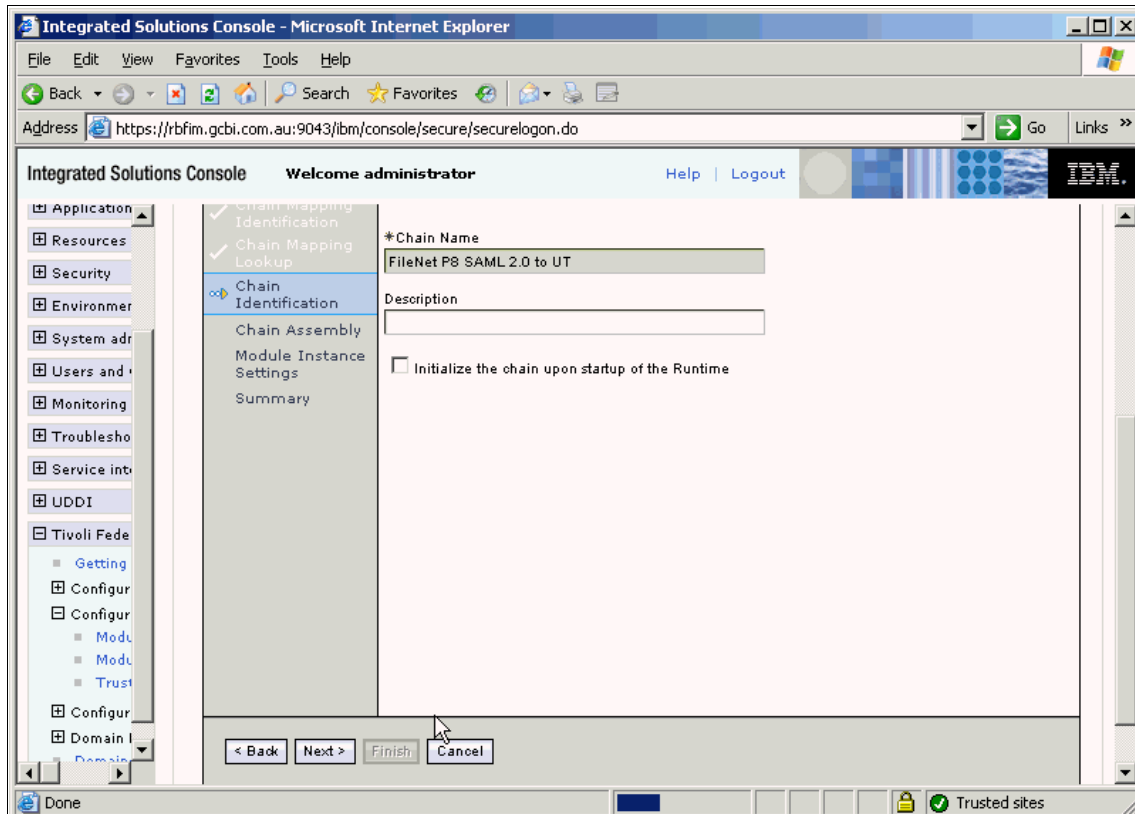 Integrated Solutions Console - Microsoft Internet Explorer
File Edit View Favorites Tools Help
Back Search Favorites
Address https://rbfim.gcbi.com.au:9043/ibm/console/secure/securelogon.do Go Links »
Integrated Solutions Console Welcome administrator Help | Logout IBM.
Application
Resources
Security
Environmen
System adr
Users and
Monitoring
Troublesho
Service int
UDDI
Tivoli Fede
Getting
Configur
Configur
Modu
Modu
Trust
Configur
Domain
Domain
Chain Mapping
Identification
Chain Mapping
Lookup
Chain
Identification
Chain Assembly
Module Instance
Settings
Summary
*Chain Name
FileNet P8 SAML 2.0 to UT
Description
Initialize the chain upon startup of the Runtime
< Back Next > Finish Cancel
Done Trusted sites